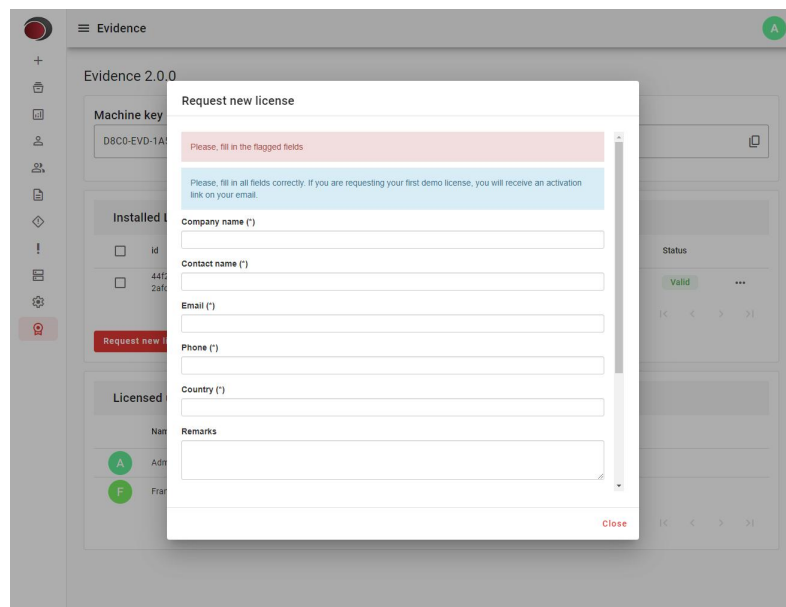 Evidence
A
Evidence 2.0.0
Request new license
Machine key
D8C0-EVD-1A
Please, fill in the flagged fields
Please, fill in all fields correctly. If you are requesting your first demo license, you will receive an activation
link on your email.
Installed
Company name (*)
id
Status
Contact name (*)
44f2
2afc
Valid
Email (*)
Request new li
Phone (*)
Country (*)
Licensed
Nam
Remarks
A
Adm
F
Fran
Close